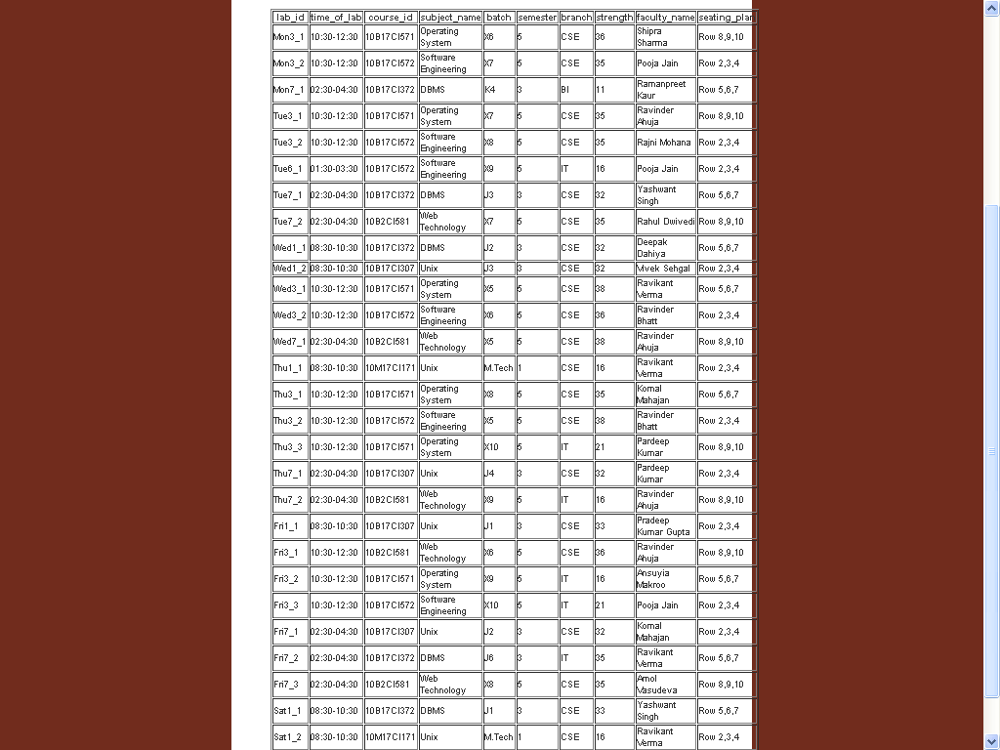 lab_id time_of_lab course_id subject_name batch semester branch strength faculty_name seating_plan
Mon3_1 10:30-12:30 10B17CI571 Operating System X6 5 CSE 36 Shipra Sharma Row 8,9,10
Mon3_2 10:30-12:30 10B17CI572 Software Engineering X7 5 CSE 35 Pooja Jain Row 2,3,4
Mon7_1 02:30-04:30 10B17CI372 DBMS K4 3 BI 11 Ramanpreet Kaur Row 5,6,7
Tue3_1 10:30-12:30 10B17CI571 Operating System X7 5 CSE 35 Ravinder Ahuja Row 8,9,10
Tue3_2 10:30-12:30 10B17CI572 Software Engineering X8 5 CSE 35 Rajni Mohana Row 2,3,4
Tue6_1 01:30-03:30 10B17CI572 Software Engineering X9 5 IT 16 Pooja Jain Row 2,3,4
Tue7_1 02:30-04:30 10B17CI372 DBMS J3 3 CSE 32 Yashwant Singh Row 5,6,7
Tue7_2 02:30-04:30 10B2CI581 Web Technology X7 5 CSE 35 Rahul Dwivedi Row 8,9,10
Wed1_1 08:30-10:30 10B17CI372 DBMS J2 3 CSE 32 Deepak Dahiya Row 5,6,7
Wed1_2 08:30-10:30 10B17CI307 Unix J3 3 CSE 32 Vivek Sehgal Row 2,3,4
Wed3_1 10:30-12:30 10B17CI571 Operating System X5 5 CSE 38 Ravikant Verma Row 5,6,7
Wed3_2 10:30-12:30 10B17CI572 Software Engineering X6 5 CSE 36 Ravinder Bhatt Row 2,3,4
Wed7_1 02:30-04:30 10B2CI581 Web Technology X5 5 CSE 38 Ravinder Ahuja Row 8,9,10
Thu1_1 08:30-10:30 10M17CI171 Unix M.Tech 1 CSE 16 Ravikant Verma Row 2,3,4
Thu3_1 10:30-12:30 10B17CI571 Operating System X8 5 CSE 35 Komal Mahajan Row 5,6,7
Thu3_2 10:30-12:30 10B17CI572 Software Engineering X5 5 CSE 38 Ravinder Bhatt Row 2,3,4
Thu3_3 10:30-12:30 10B17CI571 Operating System X10 5 IT 21 Pardeep Kumar Row 8,9,10
Thu7_1 02:30-04:30 10B17CI307 Unix J4 3 CSE 32 Pardeep Kumar Row 2,3,4
Thu7_2 02:30-04:30 10B2CI581 Web Technology X9 5 IT 16 Ravinder Ahuja Row 8,9,10
Fri1_1 08:30-10:30 10B17CI307 Unix J1 3 CSE 33 Pradeep Kumar Gupta Row 2,3,4
Fri3_1 10:30-12:30 10B2CI581 Web Technology X6 5 CSE 36 Ravinder Ahuja Row 8,9,10
Fri3_2 10:30-12:30 10B17CI571 Operating System X9 5 IT 16 Ansuyia Makroo Row 5,6,7
Fri3_3 10:30-12:30 10B17CI572 Software Engineering X10 5 IT 21 Pooja Jain Row 2,3,4
Fri7_1 02:30-04:30 10B17CI307 Unix J2 3 CSE 32 Komal Mahajan Row 2,3,4
Fri7_2 02:30-04:30 10B17CI372 DBMS J6 3 IT 35 Ravikant Verma Row 5,6,7
Fri7_3 02:30-04:30 10B2CI581 Web Technology X8 5 CSE 35 Amol Vasudeva Row 8,9,10
Sat1_1 08:30-10:30 10B17CI372 DBMS J1 3 CSE 33 Yashwant Singh Row 5,6,7
Sat1_2 08:30-10:30 10M17CI171 Unix M.Tech 1 CSE 16 Ravikant Verma Row 2,3,4